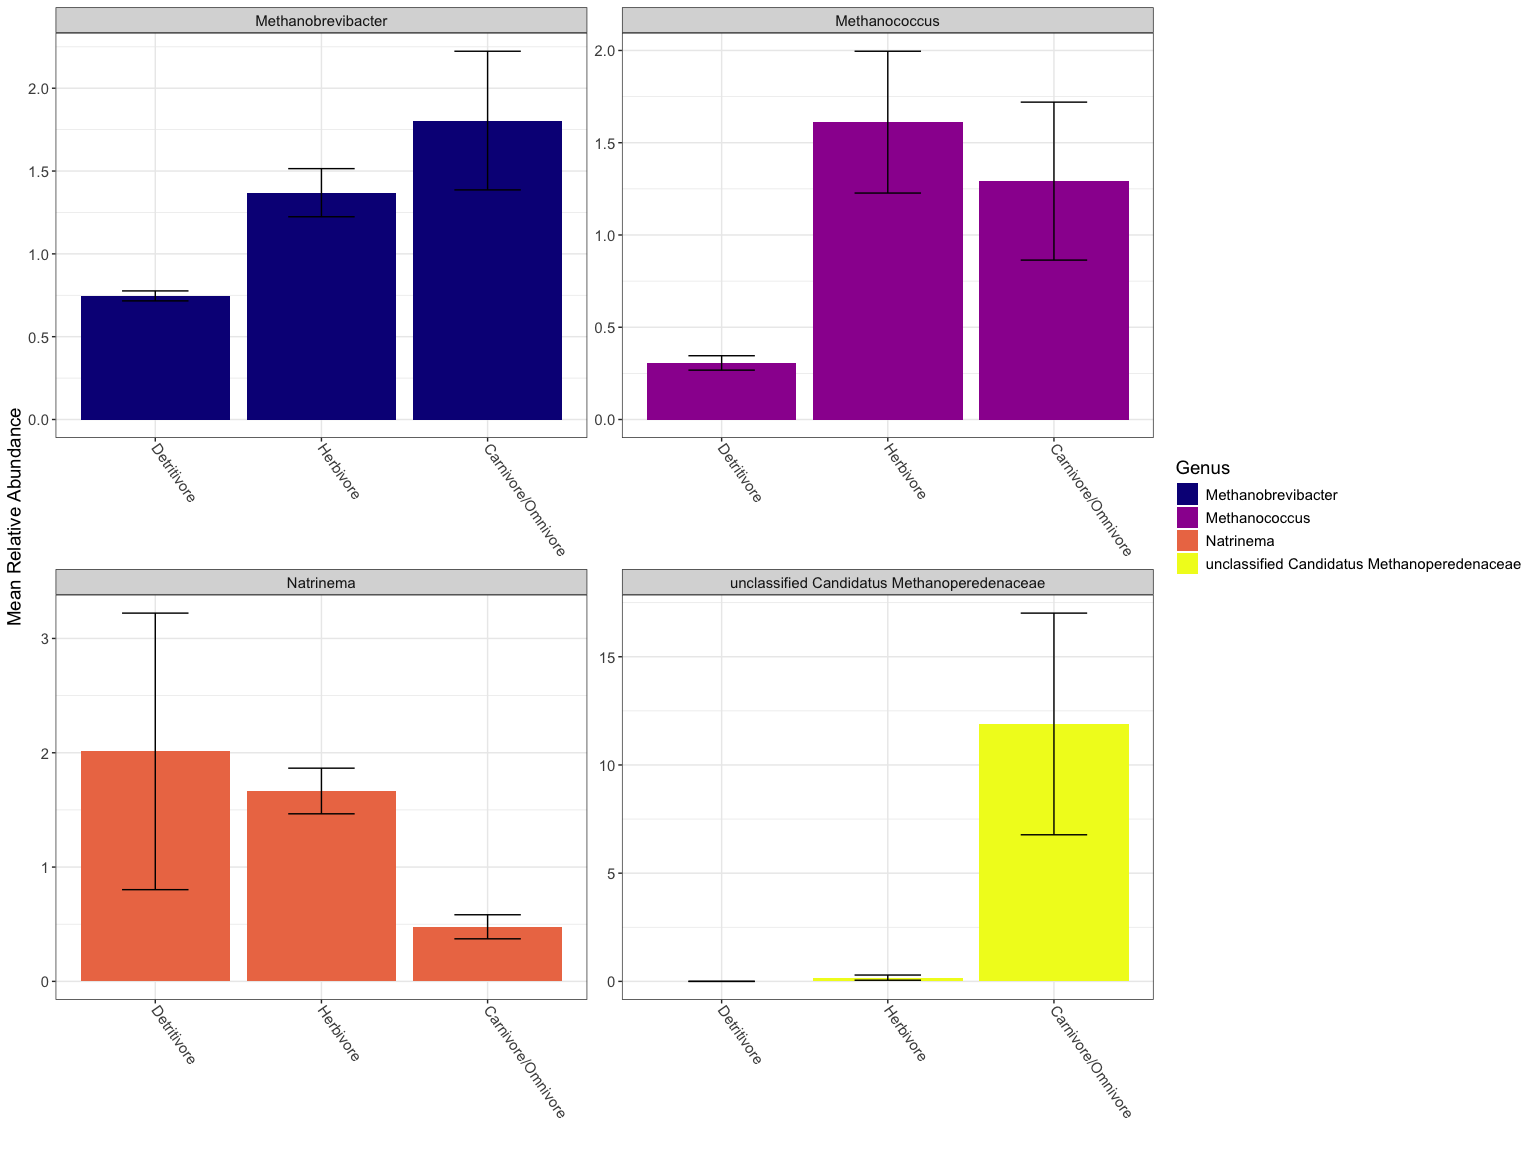 Methanobrevibacter
Methanococcus
2.0
1.5
1.0
0.5
0.0
2.0
1.5
1.0
0.5
0.0
Detritivore
Herbivore
Carnivore/Omnivore
Detritivore
Herbivore
Carnivore/Omnivore
Mean Relative Abundance
Natrinema
unclassified Candidatus Methanoperedenaceae
3
2
1
0
15
10
5
0
Detritivore
Herbivore
Carnivore/Omnivore
Detritivore
Herbivore
Carnivore/Omnivore
Genus
Methanobrevibacter
Methanococcus
Natrinema
unclassified Candidatus Methanoperedenaceae